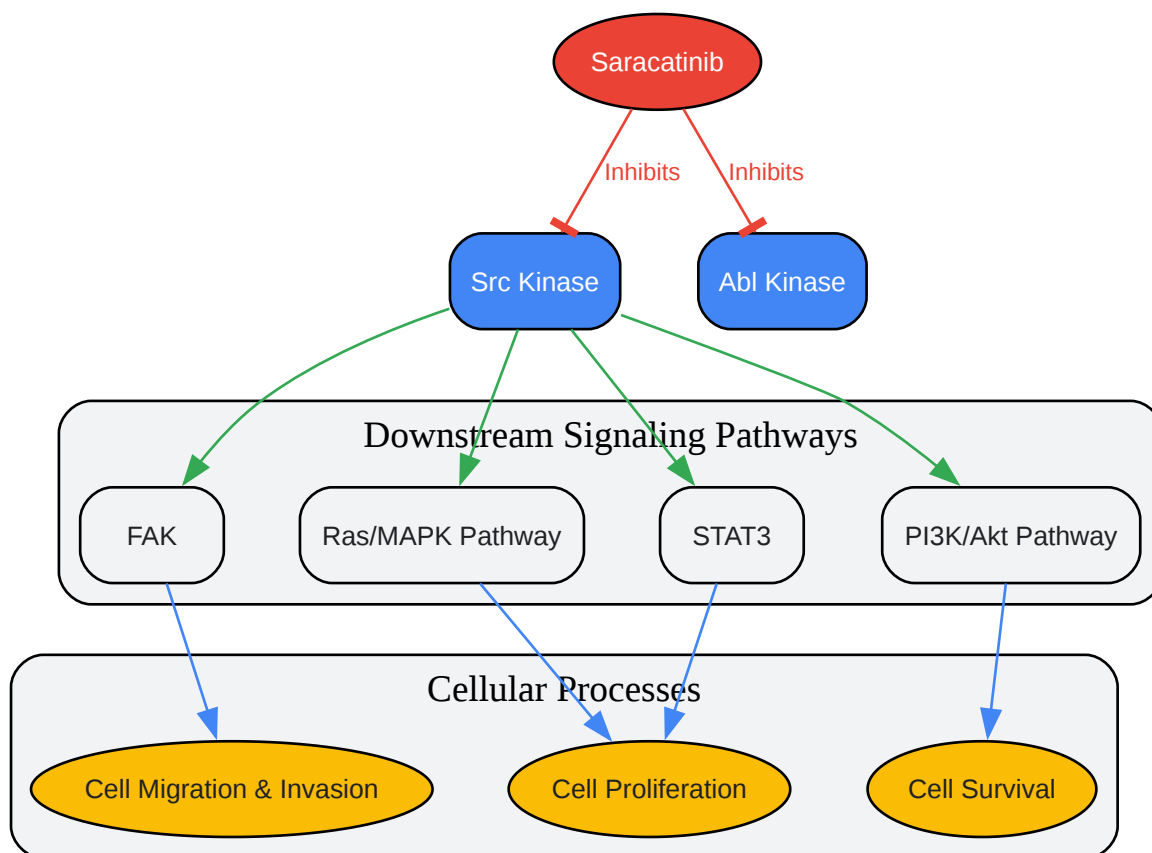 Saracatinib
Inhibits
Inhibits
Src Kinase
Abl Kinase
Downstream Signaling Pathways
FAK
Ras/MAPK Pathway
STAT3
PI3K/Akt Pathway
Cellular Processes
Cell Migration & Invasion
Cell Proliferation
Cell Survival